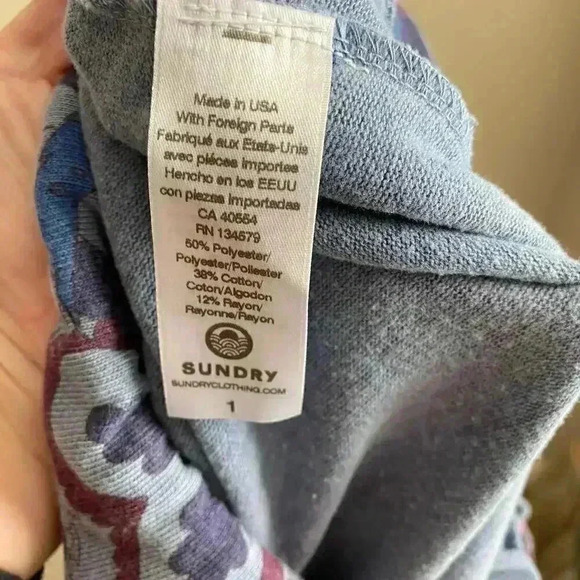 Made in USA
With Foreign Parts
Fabriqué aux Etats-Unis
avec pièces importees
Hencho en los EEUU
con piezas importadas
CA 40554
RN 134579
50% Polyester/
Polyester/Poliester
38% Cotton/
Coton/Algodon
12% Rayon/
Rayonne/Rayon
SUNDRY
SUNDRYCLOTHING.COM
1